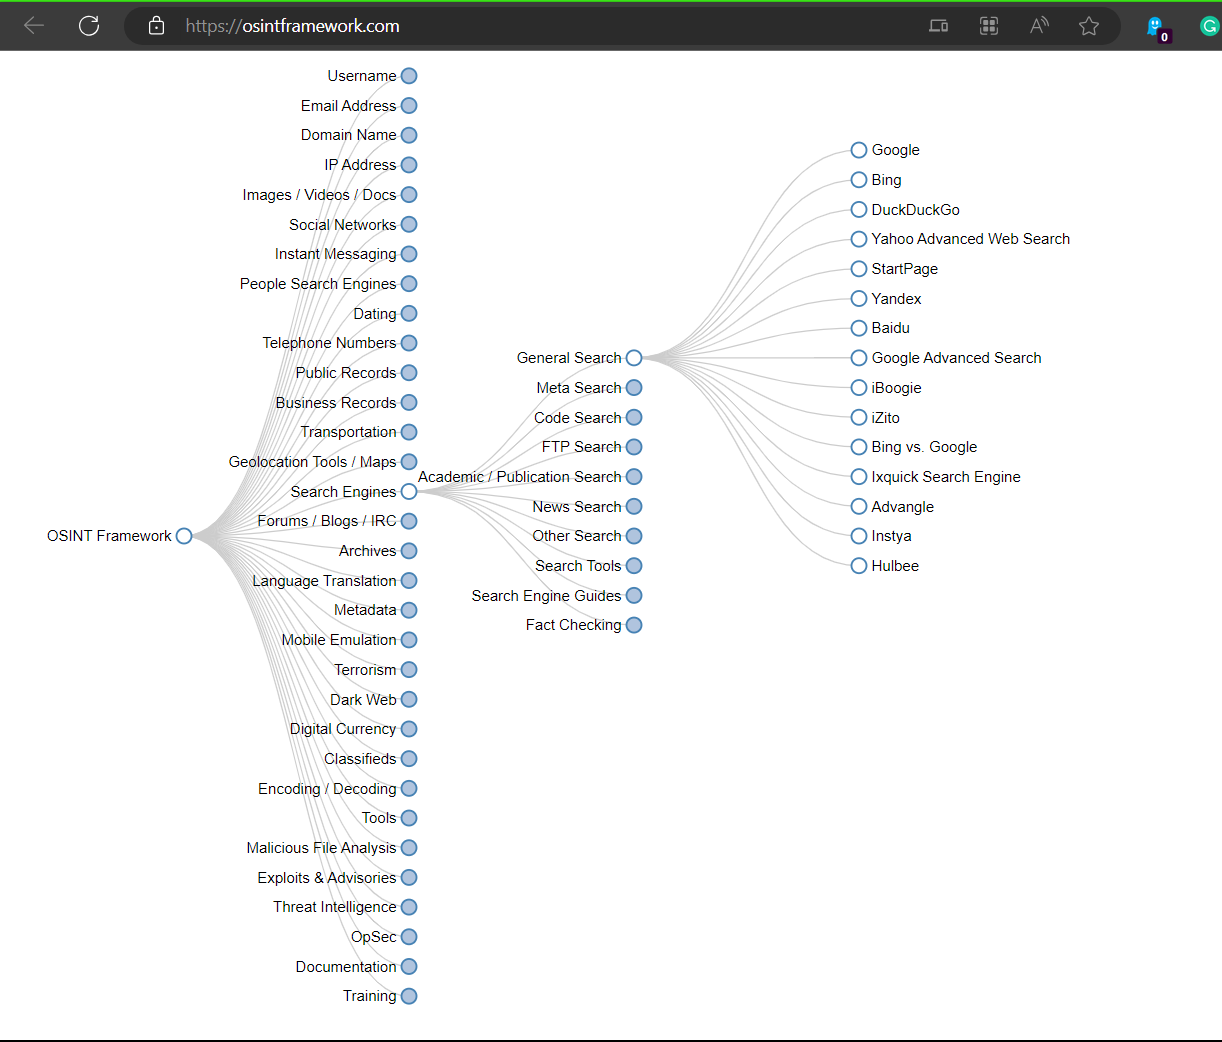 https://osintframework.com
0
Username
Email Address
Domain Name
IP Address
Images / Videos / Docs
Social Networks
Instant Messaging
People Search Engines
Dating
Telephone Numbers
Public Records
Business Records
Transportation
Geolocation Tools / Maps
Search Engines
OSINT Framework
Forums / Blogs / IRC
Archives
Language Translation
Metadata
Mobile Emulation
Terrorism
Dark Web
Digital Currency
Classifieds
Encoding / Decoding
Tools
Malicious File Analysis
Exploits & Advisories
Threat Intelligence
OpSec
Documentation
Training
General Search
Meta Search
Code Search
FTP Search
Academic / Publication Search
News Search
Other Search
Search Tools
Search Engine Guides
Fact Checking
Google
Bing
DuckDuckGo
Yahoo Advanced Web Search
StartPage
Yandex
Baidu
Google Advanced Search
iBoogie
iZito
Bing vs. Google
Ixquick Search Engine
Advangle
Instya
Hulbee